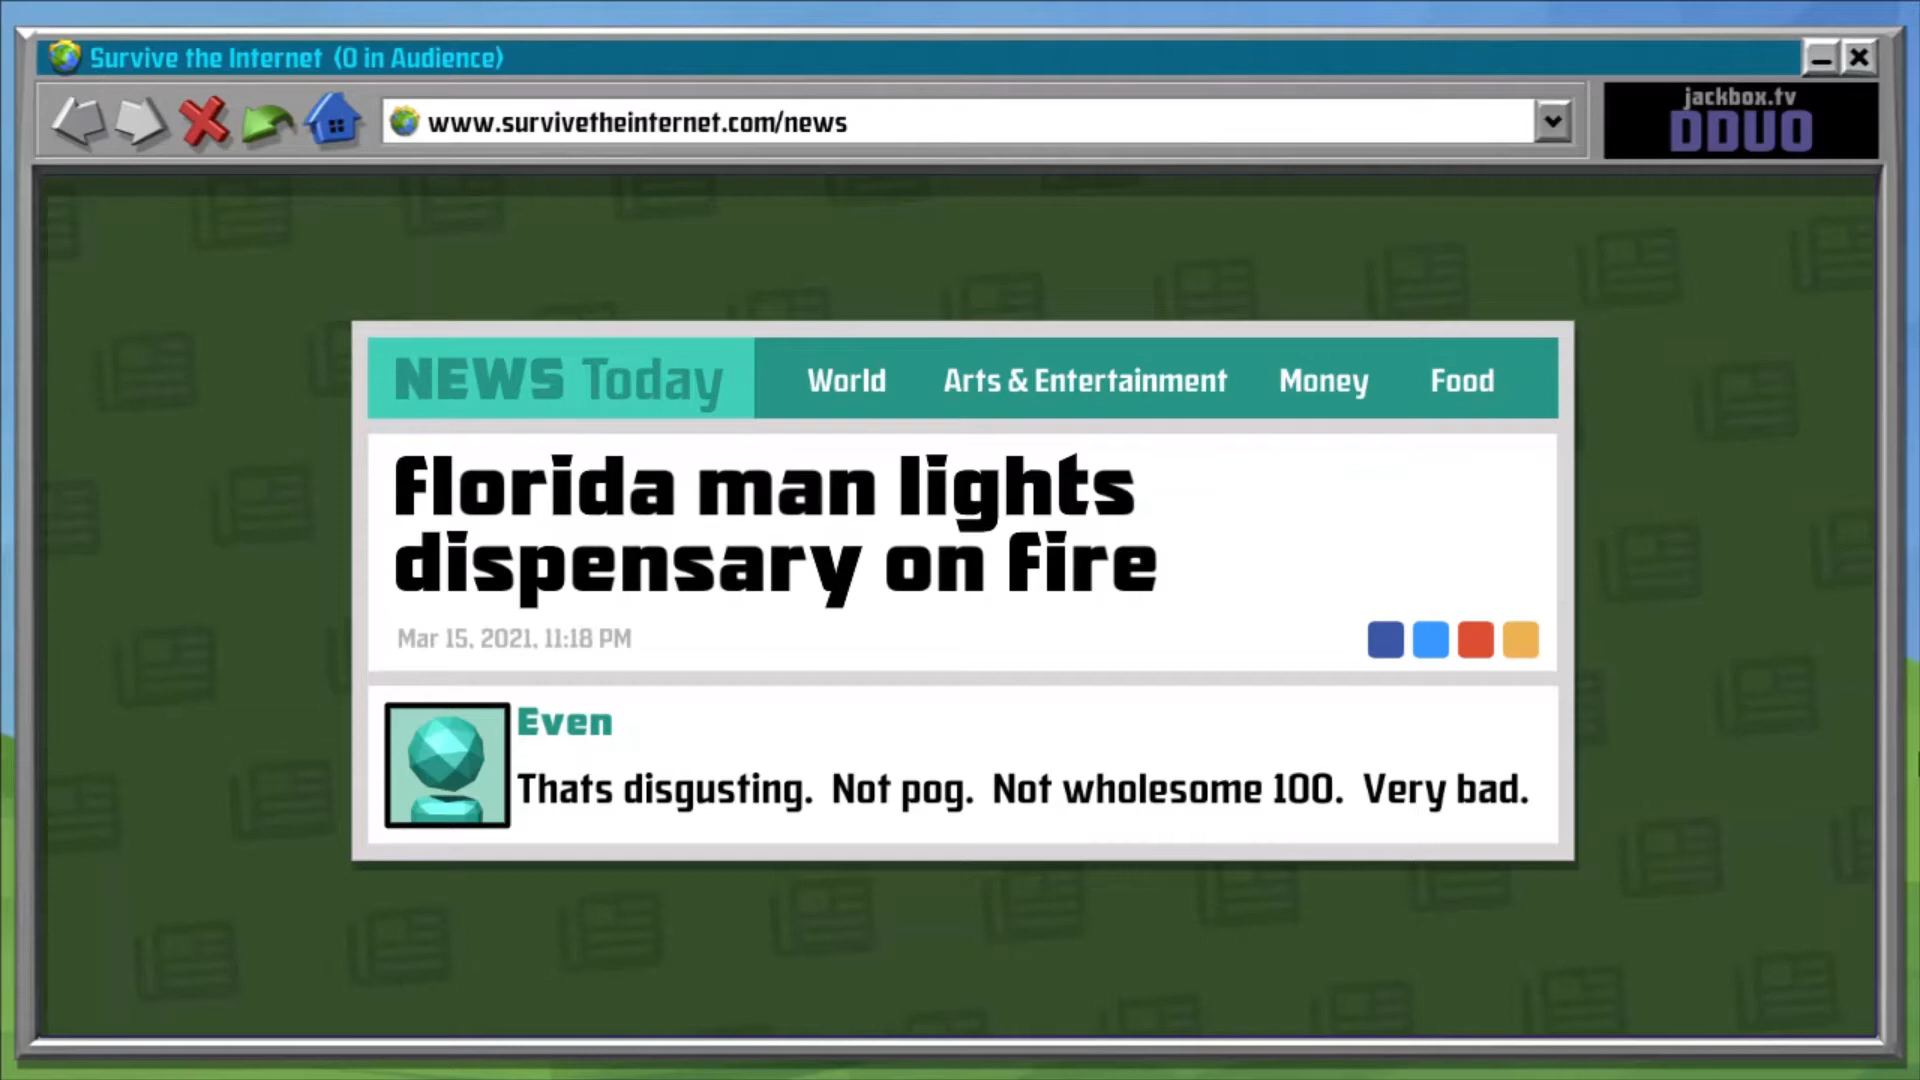 Survive the Internet (0 in Audience)
www.survivetheinternet.com/news
jackbox.tv
DDUO
NEWS Today World Arts & Entertainment Money Food
florida man lights
dispensary on fire
Mar 15, 2021, 11:18 PM
Even
Thats disgusting. Not pog. Not wholesome 100. Very bad.